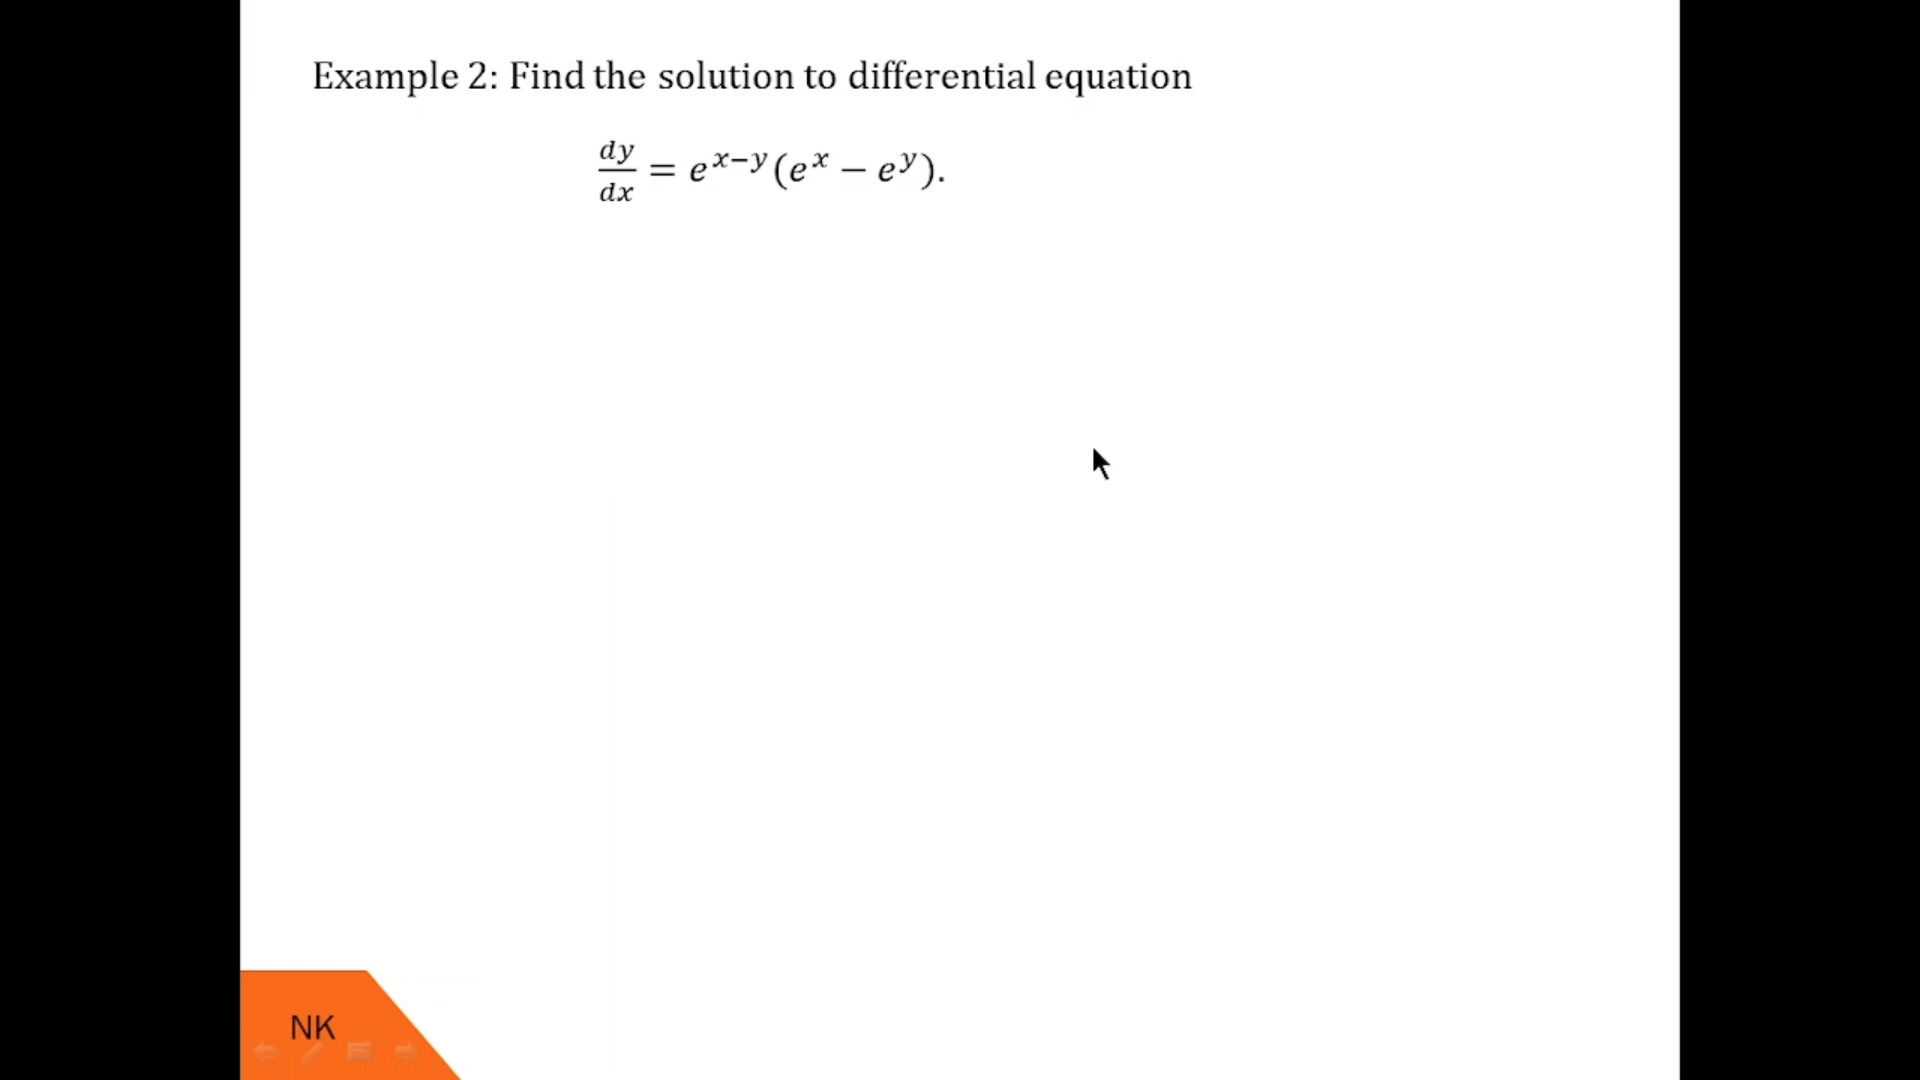 Example 2: Find the solution to differential equation
dy/dx = e^{x−y}(e^x − e^y).
NK